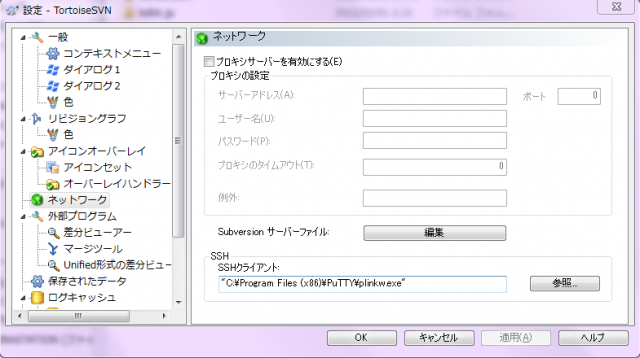 設定 - TortoiseSVN
一般
コンテキストメニュー
ダイアログ1
ダイアログ2
色
リビジョングラフ
色
アイコンオーバーレイ
アイコンセット
オーバーレイハンドラー
ネットワーク
外部プログラム
差分ビューアー
マージツール
Unified形式の差分ビュー
保存されたデータ
ログキャッシュ
ネットワーク
プロキシサーバーを有効にする(E)
プロキシの設定
サーバーアドレス(A):
ポート
0
ユーザー名(U):
パスワード(P):
プロキシのタイムアウト(T):
0
例外:
Subversion サーバーファイル:
編集
SSH
SSHクライアント:
"C:¥Program Files (x86)¥PuTTY¥plinkw.exe"
参照...
OK
キャンセル
適用(A)
ヘルプ